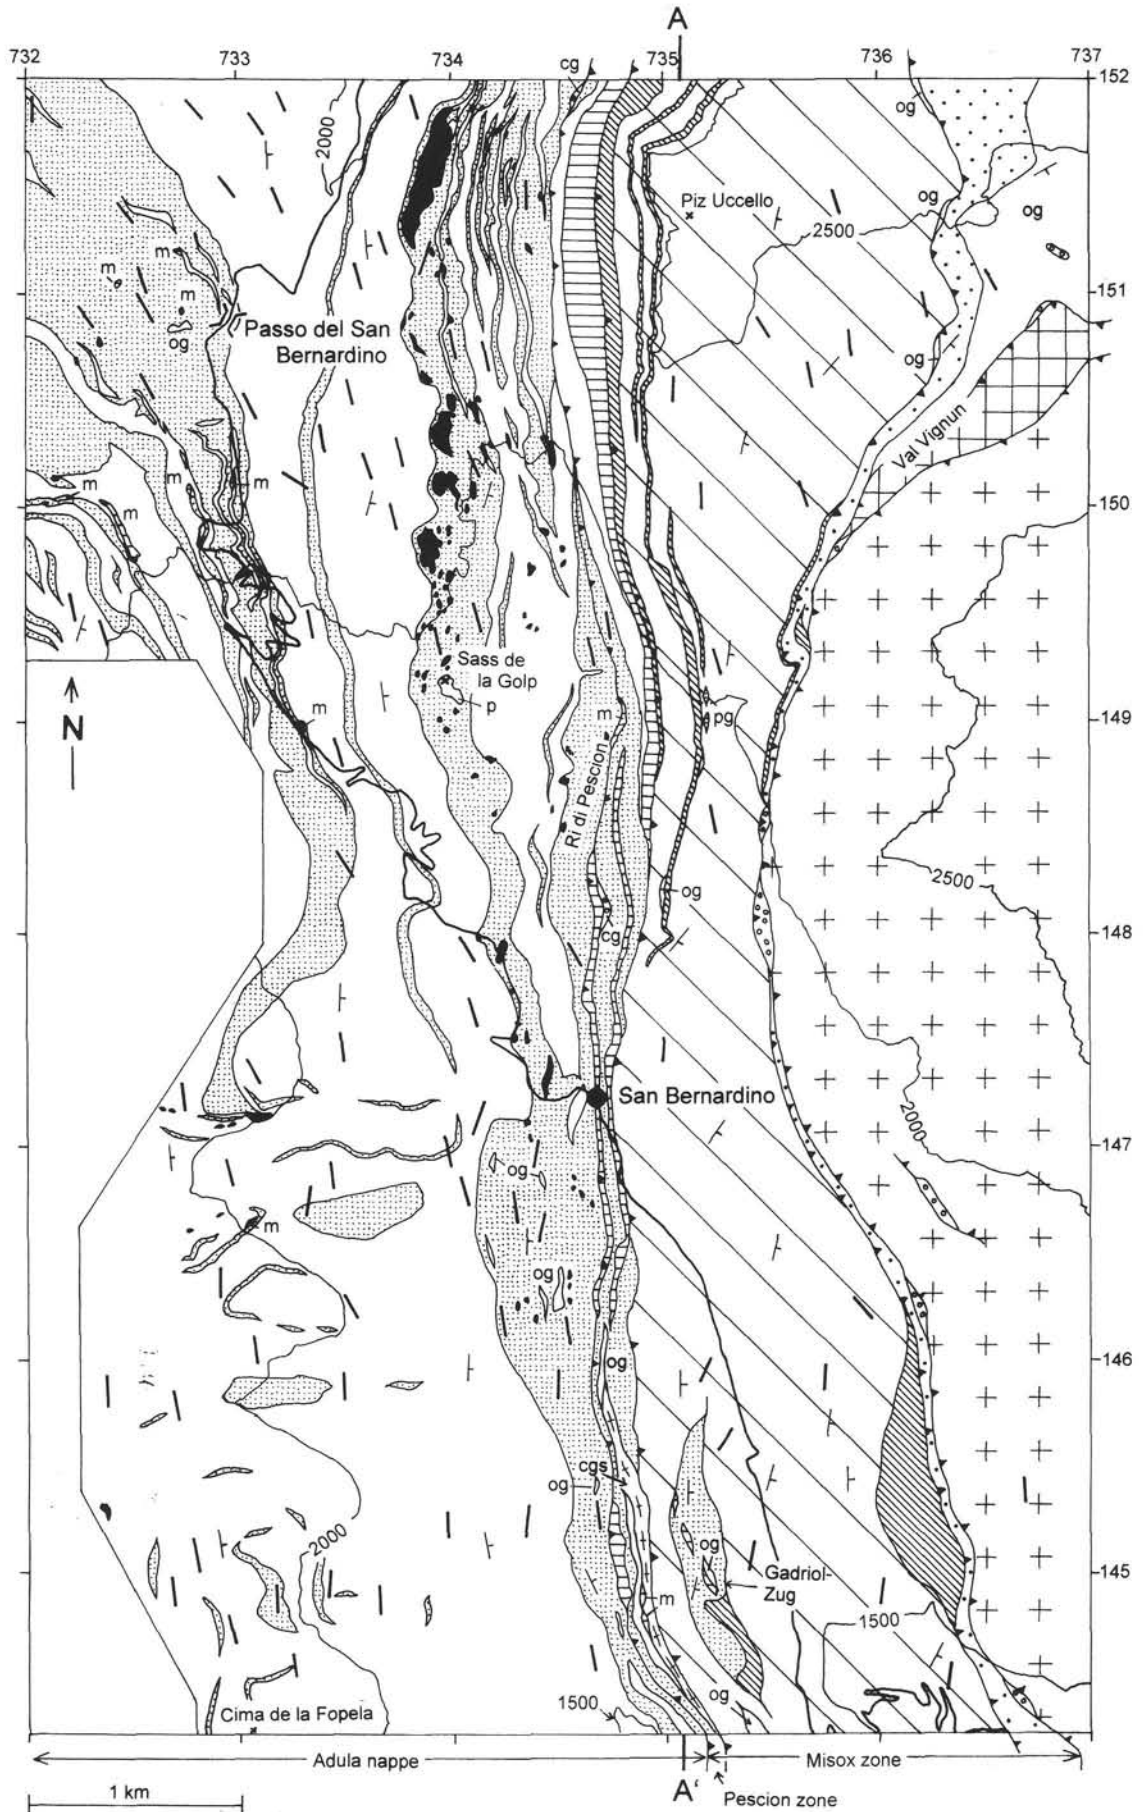 A
732
733
734
cg
735
736
737
152
og
2000
Piz Uccello
2500
og
og
m
m
m
og
151
Passo del San
Bernardino
og
Val Vignun
m
m
m
150
N
Sass de
la Golp
p
m
m
pg
149
Ri di Pescion
og
2500
cg
148
San Bernardino
2000
147
og
m
og
og
146
cgs
og
og
2000
Gadriol-
Zug
145
m
1500
og
1500
Cima de la Fopela
Adula nappe
Misox zone
A'
Pescion zone
1 km